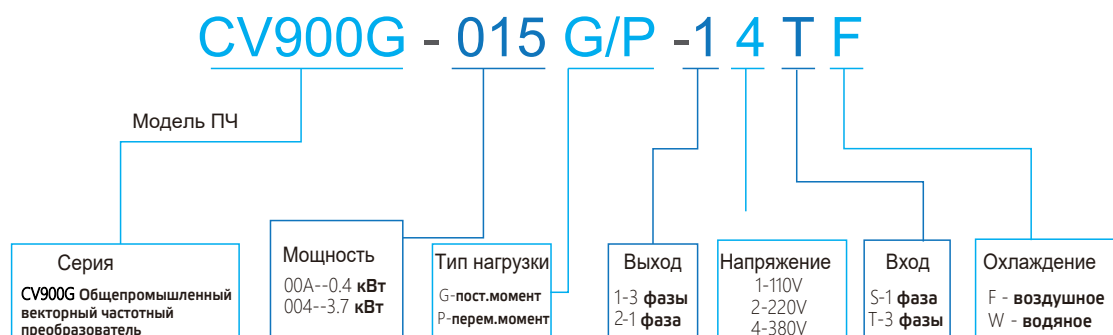 CV900G - 015 G/P -1 4 T F
Модель ПЧ
Серия
CV900G Общепромышленный
векторный частотный
преобразователь
Мощность
00A--0.4 кВт
004--3.7 кВт
Тип нагрузки
G-пост.момент
P-перем.момент
Выход
1-3 фазы
2-1 фаза
Напряжение
1-110V
2-220V
4-380V
Вход
S-1 фаза
T-3 фазы
Охлаждение
F - воздушное
W - водяное